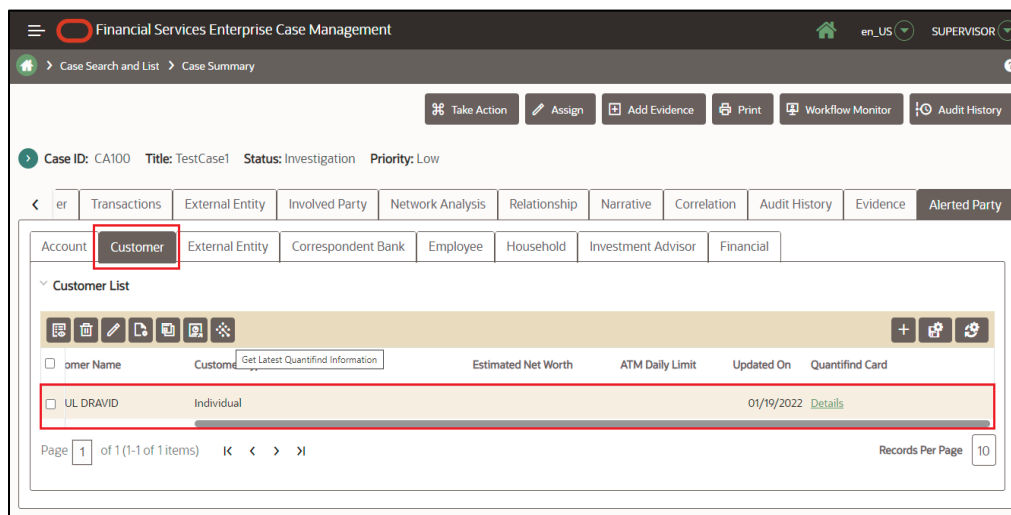 Financial Services Enterprise Case Management en_US SUPERVISOR
Case Search and List Case Summary
Take Action Assign Add Evidence Print Workflow Monitor Audit History
Case ID: CA100 Title: TestCase1 Status: Investigation Priority: Low
er Transactions External Entity Involved Party Network Analysis Relationship Narrative Correlation Audit History Evidence Alerted Party
Account Customer External Entity Correspondent Bank Employee Household Investment Advisor Financial
Customer List
Get Latest Quantifind Information
omer Name Custome Estimated Net Worth ATM Daily Limit Updated On Quantifind Card
UL DRAVID Individual 01/19/2022 Details
Page 1 of 1 (1-1 of 1 items) Records Per Page 10